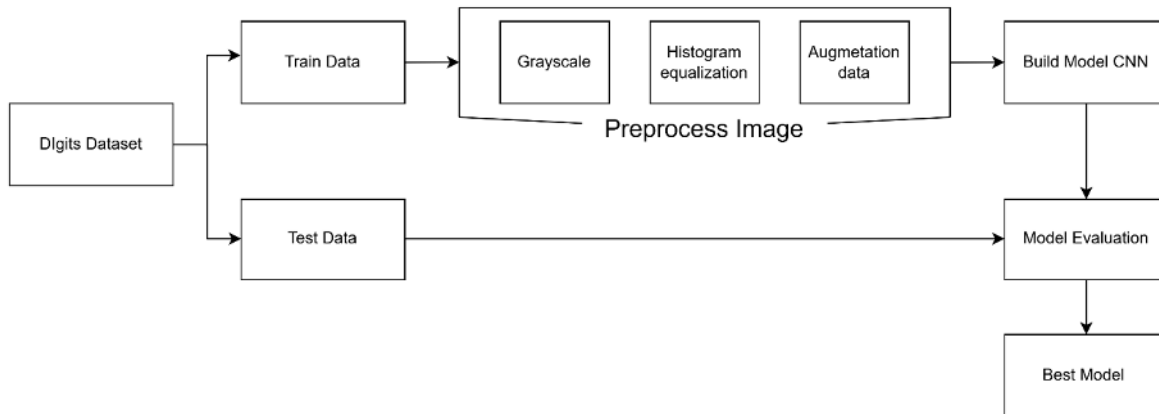 Train Data
Grayscale
Histogram
equalization
Augmetation
data
Build Model CNN
Preprocess Image
DIgits Dataset
Test Data
Model Evaluation
Best Model